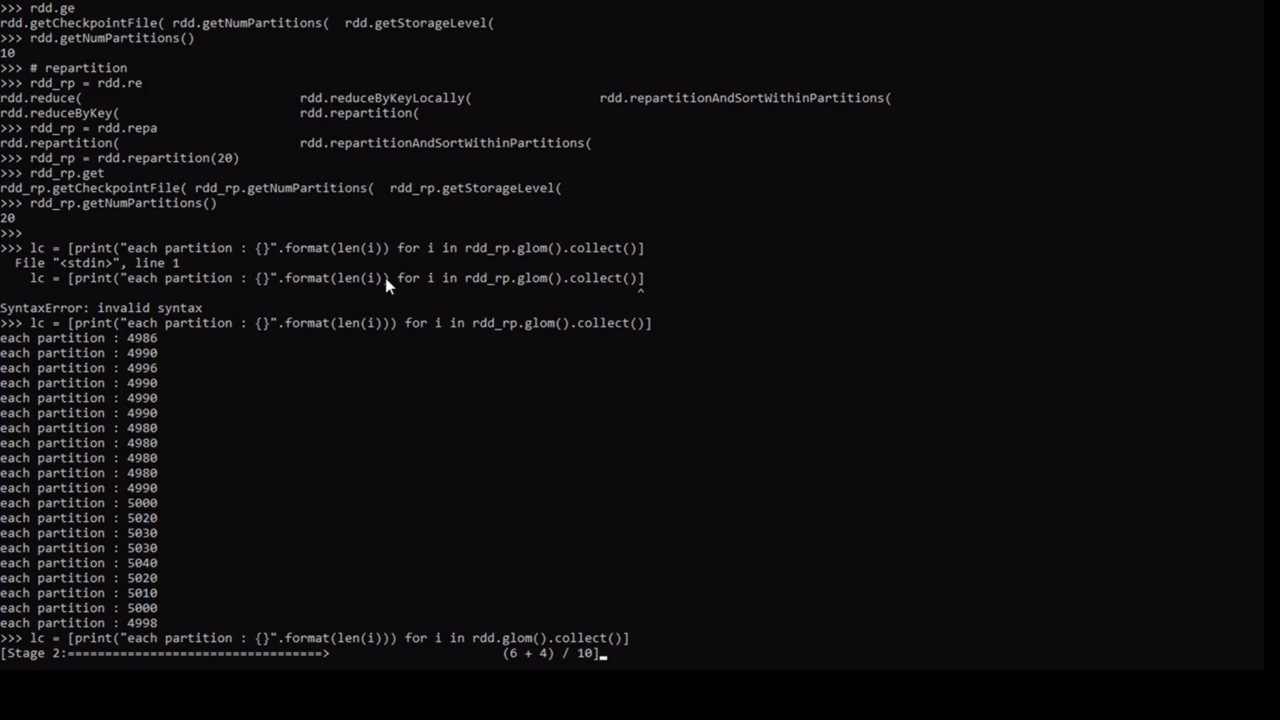 >>> rdd.ge
rdd.getCheckpointFile( rdd.getNumPartitions(  rdd.getStorageLevel(
>>> rdd.getNumPartitions()
10
>>> # repartition
>>> rdd_rp = rdd.re
rdd.reduce(                             rdd.reduceByKeyLocally(                 rdd.repartitionAndSortWithinPartitions(
rdd.reduceByKey(                        rdd.repartition(
>>> rdd_rp = rdd.repa
rdd.repartition(                        rdd.repartitionAndSortWithinPartitions(
>>> rdd_rp = rdd.repartition(20)
>>> rdd_rp.get
rdd_rp.getCheckpointFile( rdd_rp.getNumPartitions(  rdd_rp.getStorageLevel(
>>> rdd_rp.getNumPartitions()
20
>>>
>>> lc = [print("each partition : {}".format(len(i)) for i in rdd_rp.glom().collect()]
  File "<stdin>", line 1
    lc = [print("each partition : {}".format(len(i)) for i in rdd_rp.glom().collect()]
                                                                                     ^
SyntaxError: invalid syntax
>>> lc = [print("each partition : {}".format(len(i))) for i in rdd_rp.glom().collect()]
each partition : 4986
each partition : 4990
each partition : 4996
each partition : 4990
each partition : 4990
each partition : 4990
each partition : 4980
each partition : 4980
each partition : 4980
each partition : 4980
each partition : 4990
each partition : 5000
each partition : 5020
each partition : 5030
each partition : 5030
each partition : 5040
each partition : 5020
each partition : 5010
each partition : 5000
each partition : 4998
>>> lc = [print("each partition : {}".format(len(i))) for i in rdd.glom().collect()]
[Stage 2:==================================>                       (6 + 4) / 10]